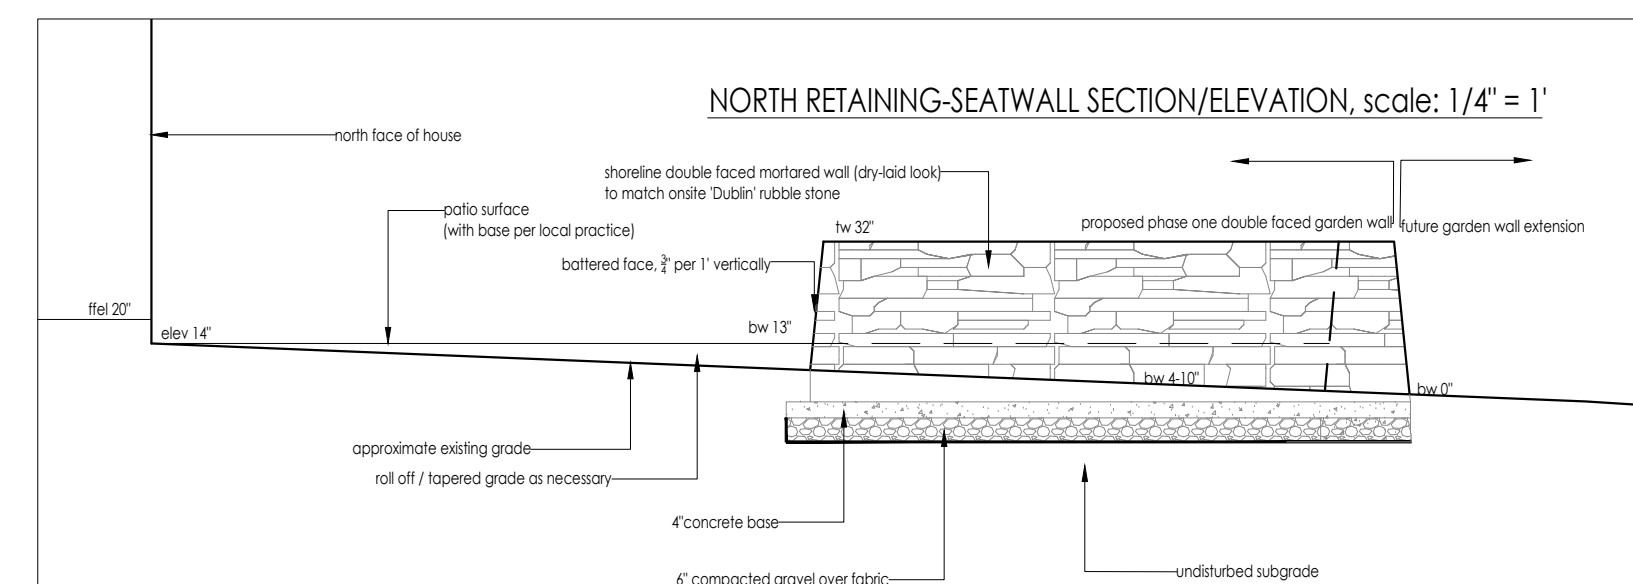 NORTH RETAINING-SEATWALL SECTION/ELEVATION, scale: 1/4" = 1'
north face of house
shoreline double faced mortared wall (dry-laid look)
to match onsite 'Dublin' rubble stone
patio surface
(with base per local practice)
tw 32"
proposed phase one double faced garden wall
future garden wall extension
battered face, 3/4" per 1' vertically
ffel 20"
elev 14"
bw 13"
bw 4-10"
bw 0"
approximate existing grade
roll off / tapered grade as necessary
4"concrete base
6" compacted gravel over fabric
undisturbed subgrade